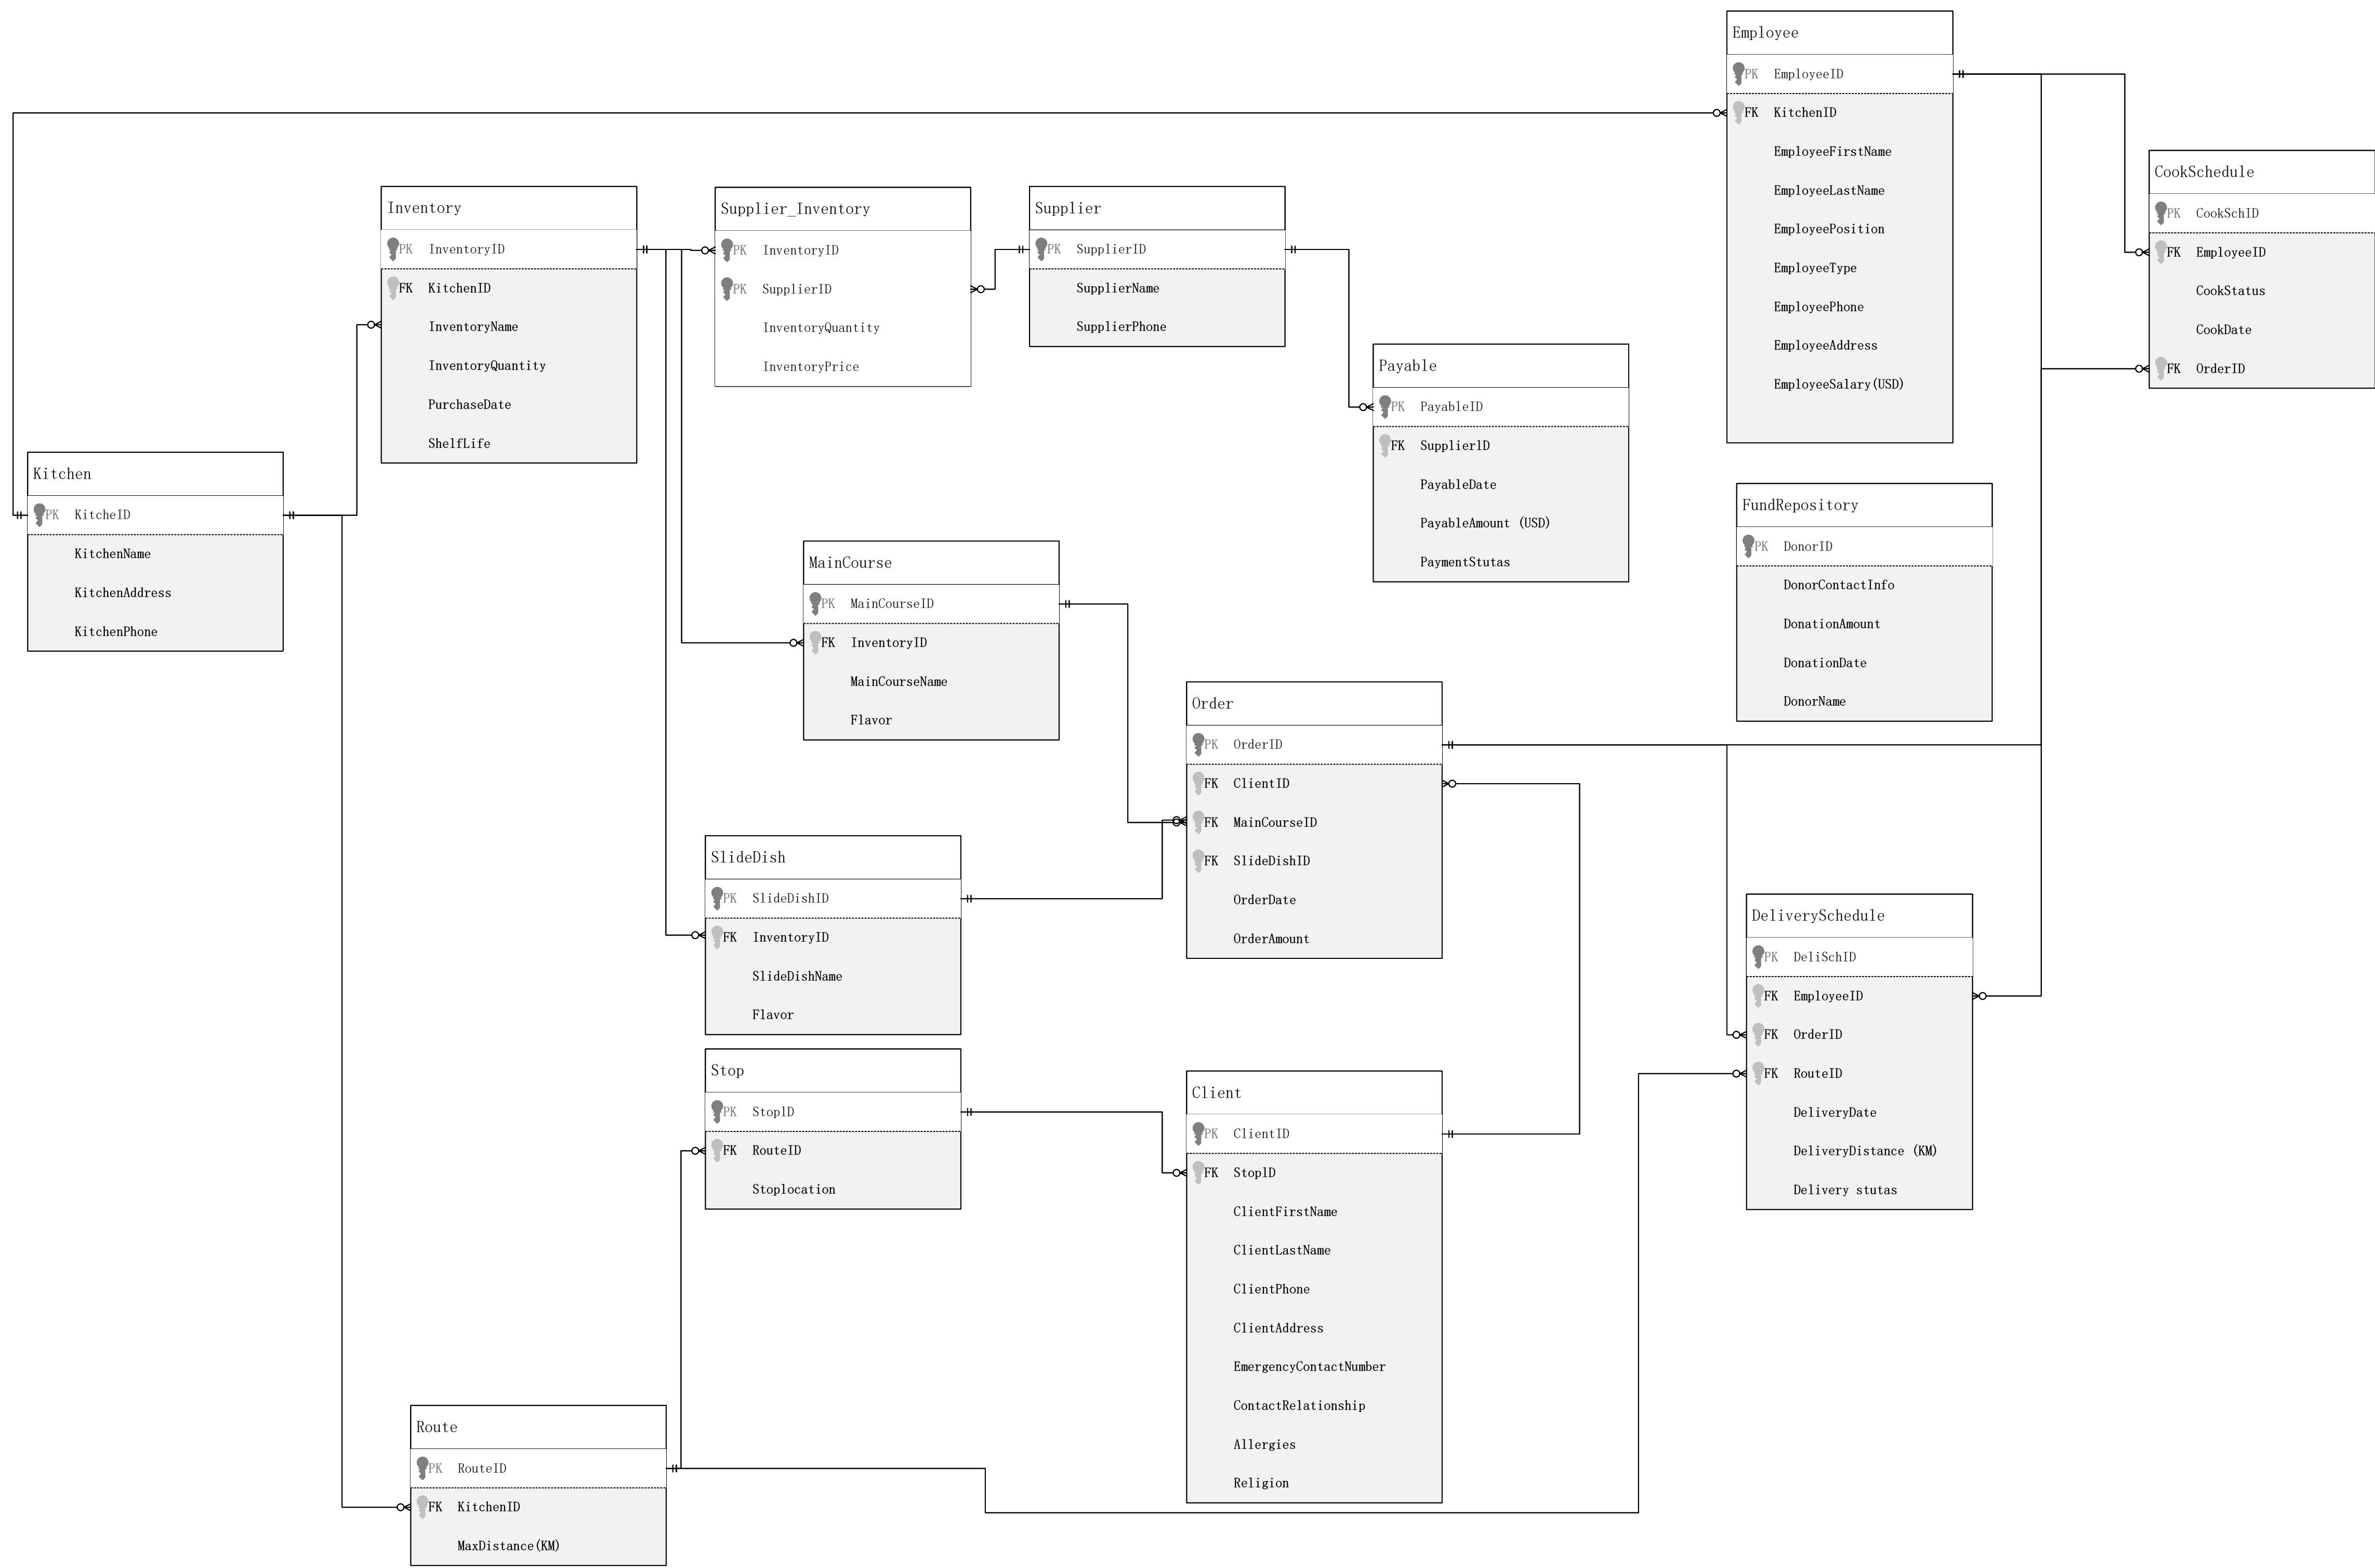 Employee
PK EmployeeID
FK KitchenID
EmployeeFirstName
EmployeeLastName
EmployeePosition
EmployeeType
EmployeePhone
EmployeeAddress
EmployeeSalary(USD)
CookSchedule
PK CookSchID
FK EmployeeID
CookStatus
CookDate
FK OrderID
Inventory
PK InventoryID
FK KitchenID
InventoryName
InventoryQuantity
PurchaseDate
ShelfLife
Supplier_Inventory
PK InventoryID
PK SupplierID
InventoryQuantity
InventoryPrice
Supplier
PK SupplierID
SupplierName
SupplierPhone
Payable
PK PayableID
FK SupplierlD
PayableDate
PayableAmount (USD)
PaymentStutas
Kitchen
PK KitcheID
KitchenName
KitchenAddress
KitchenPhone
FundRepository
PK DonorID
DonorContactInfo
DonationAmount
DonationDate
DonorName
MainCourse
PK MainCourseID
FK InventoryID
MainCourseName
Flavor
Order
PK OrderID
FK ClientID
FK MainCourseID
FK SlideDishID
OrderDate
OrderAmount
SlideDish
PK SlideDishID
FK InventoryID
SlideDishName
Flavor
DeliverySchedule
PK DeliSchID
FK EmployeeID
FK OrderID
FK RouteID
DeliveryDate
DeliveryDistance (KM)
Delivery stutas
Stop
PK StoplD
FK RouteID
Stoplocation
Client
PK ClientID
FK StoplD
ClientFirstName
ClientLastName
ClientPhone
ClientAddress
EmergencyContactNumber
ContactRelationship
Allergies
Religion
Route
PK RouteID
FK KitchenID
MaxDistance(KM)